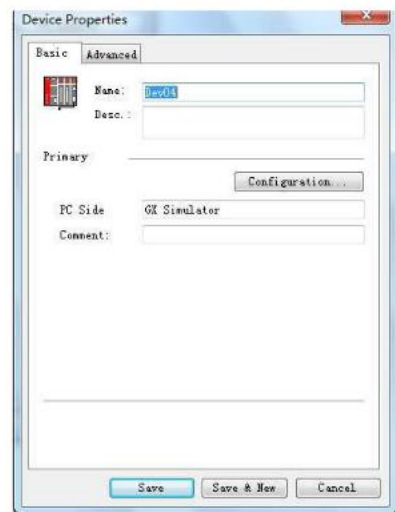 Device Properties
Basic Advanced
Name: Dev04
Desc.:
Primary
Configuration...
PC Side GX Simulator
Comment:
Save Save & New Cancel